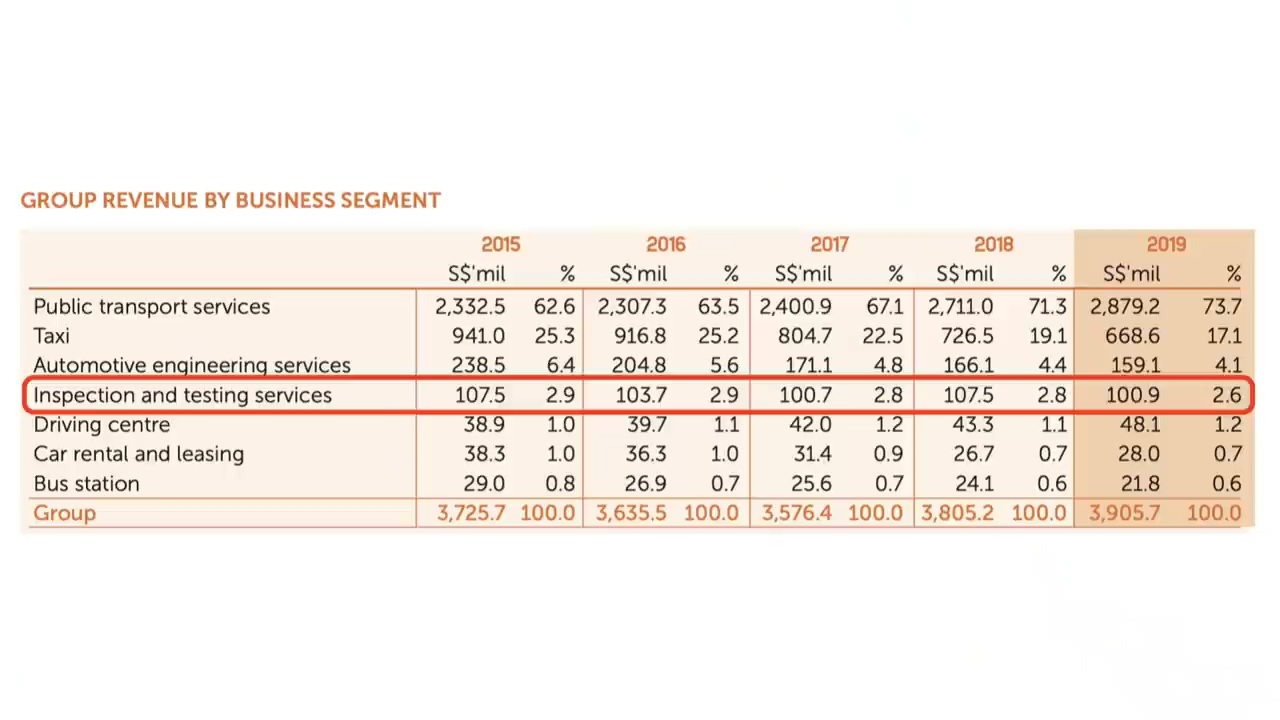 GROUP REVENUE BY BUSINESS SEGMENT
2015 2016 2017 2018 2019
S$'mil % S$'mil % S$'mil % S$'mil % S$'mil %
Public transport services 2,332.5 62.6 2,307.3 63.5 2,400.9 67.1 2,711.0 71.3 2,879.2 73.7
Taxi 941.0 25.3 916.8 25.2 804.7 22.5 726.5 19.1 668.6 17.1
Automotive engineering services 238.5 6.4 204.8 5.6 171.1 4.8 166.1 4.4 159.1 4.1
Inspection and testing services 107.5 2.9 103.7 2.9 100.7 2.8 107.5 2.8 100.9 2.6
Driving centre 38.9 1.0 39.7 1.1 42.0 1.2 43.3 1.1 48.1 1.2
Car rental and leasing 38.3 1.0 36.3 1.0 31.4 0.9 26.7 0.7 28.0 0.7
Bus station 29.0 0.8 26.9 0.7 25.6 0.7 24.1 0.6 21.8 0.6
Group 3,725.7 100.0 3,635.5 100.0 3,576.4 100.0 3,805.2 100.0 3,905.7 100.0